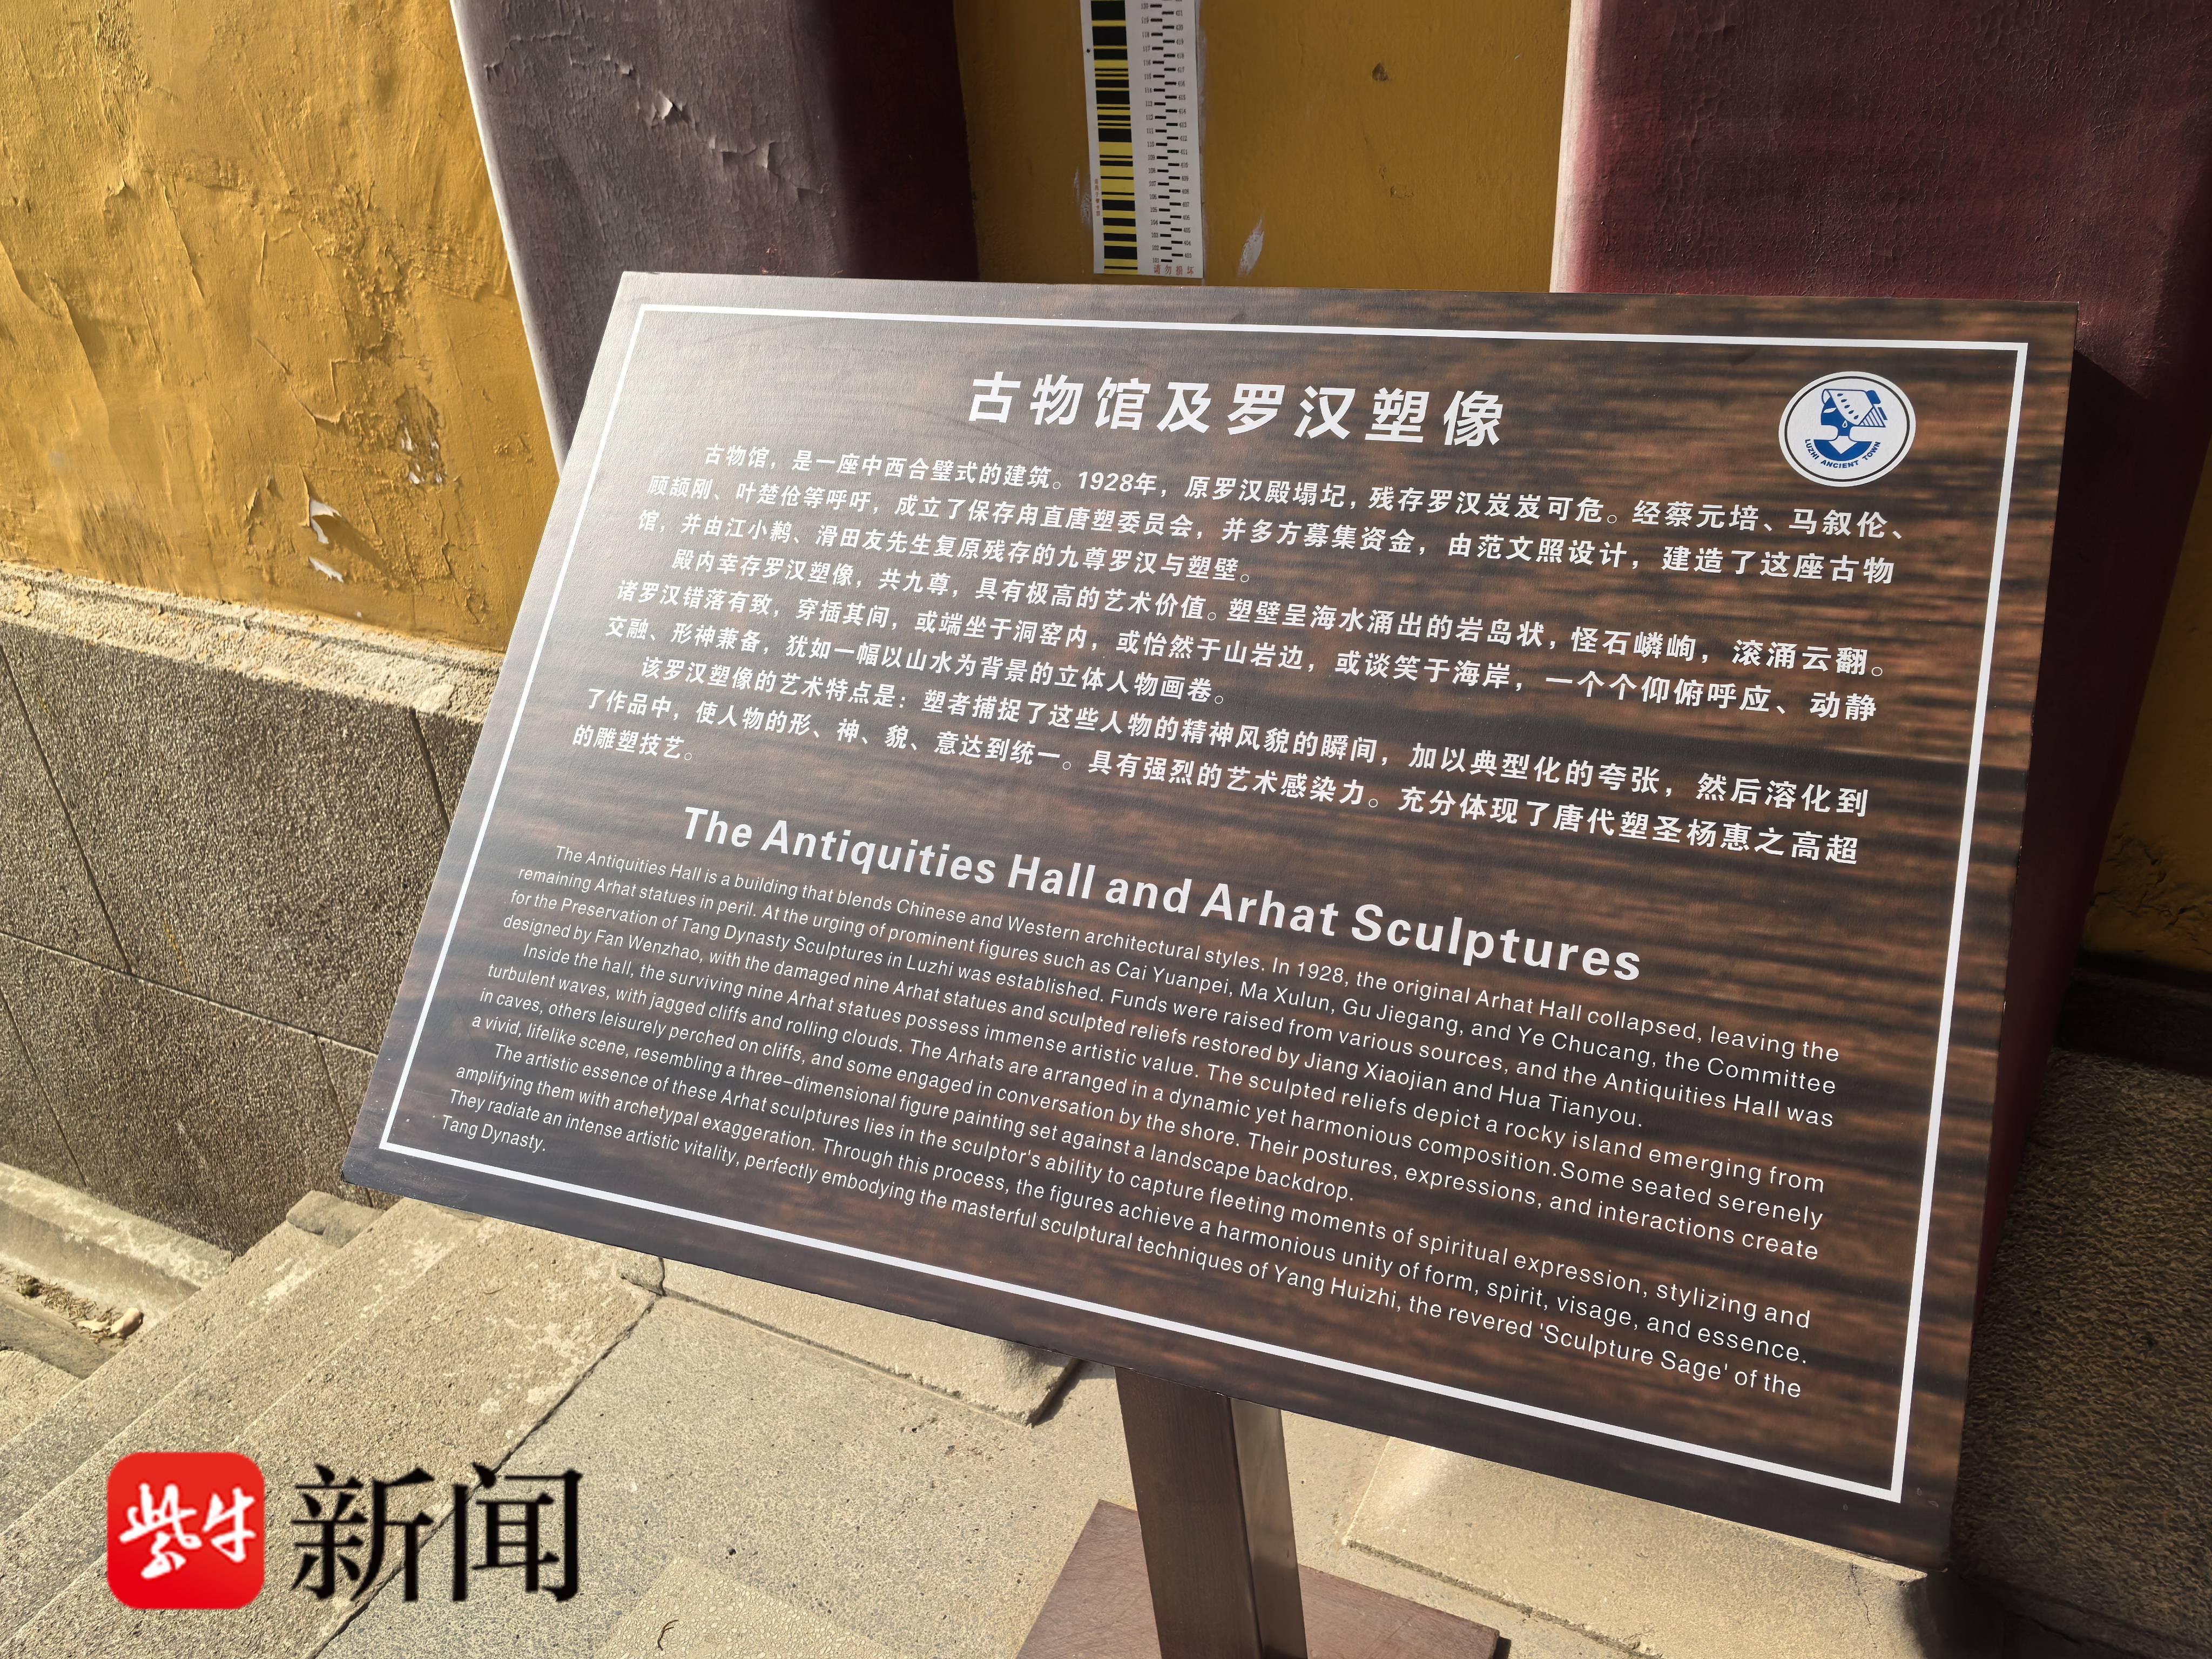 请勿损坏
古物馆及罗汉塑像
LUZHI ANCIENT TOWN
古物馆，是一座中西合璧式的建筑。1928年，原罗汉殿塌圮，残存罗汉岌岌可危。经蔡元培、马叙伦、
顾颉刚、叶楚伧等呼吁，成立了保存甪直唐塑委员会，并多方募集资金，由范文照设计，建造了这座古物
馆，并由江小鹣、滑田友先生复原残存的九尊罗汉与塑壁。
殿内幸存罗汉塑像，共九尊，具有极高的艺术价值。塑壁呈海水涌出的岩岛状，怪石嶙峋，滚涌云翻。
诸罗汉错落有致，穿插其间，或端坐于洞窑内，或怡然于山岩边，或谈笑于海岸，一个个仰俯呼应、动静
交融、形神兼备，犹如一幅以山水为背景的立体人物画卷。
该罗汉塑像的艺术特点是：塑者捕捉了这些人物的精神风貌的瞬间，加以典型化的夸张，然后溶化到
了作品中，使人物的形、神、貌、意达到统一。具有强烈的艺术感染力。充分体现了唐代塑圣杨惠之高超
的雕塑技艺。
The Antiquities Hall and Arhat Sculptures
The Antiquities Hall is a building that blends Chinese and Western architectural styles. In 1928, the original Arhat Hall collapsed, leaving the
remaining Arhat statues in peril. At the urging of prominent figures such as Cai Yuanpei, Ma Xulun, Gu Jiegang, and Ye Chucang, the Committee
for the Preservation of Tang Dynasty Sculptures in Luzhi was established. Funds were raised from various sources, and the Antiquities Hall was
designed by Fan Wenzhao, with the damaged nine Arhat statues and sculpted reliefs restored by Jiang Xiaojian and Hua Tianyou.
Inside the hall, the surviving nine Arhat statues possess immense artistic value. The sculpted reliefs depict a rocky island emerging from
turbulent waves, with jagged cliffs and rolling clouds. The Arhats are arranged in a dynamic yet harmonious composition.Some seated serenely
in caves, others leisurely perched on cliffs, and some engaged in conversation by the shore. Their postures, expressions, and interactions create
a vivid, lifelike scene, resembling a three-dimensional figure painting set against a landscape backdrop.
The artistic essence of these Arhat sculptures lies in the sculptor's ability to capture fleeting moments of spiritual expression, stylizing and
amplifying them with archetypal exaggeration. Through this process, the figures achieve a harmonious unity of form, spirit, visage, and essence.
They radiate an intense artistic vitality, perfectly embodying the masterful sculptural techniques of Yang Huizhi, the revered 'Sculpture Sage' of the
Tang Dynasty.
紫牛 新闻